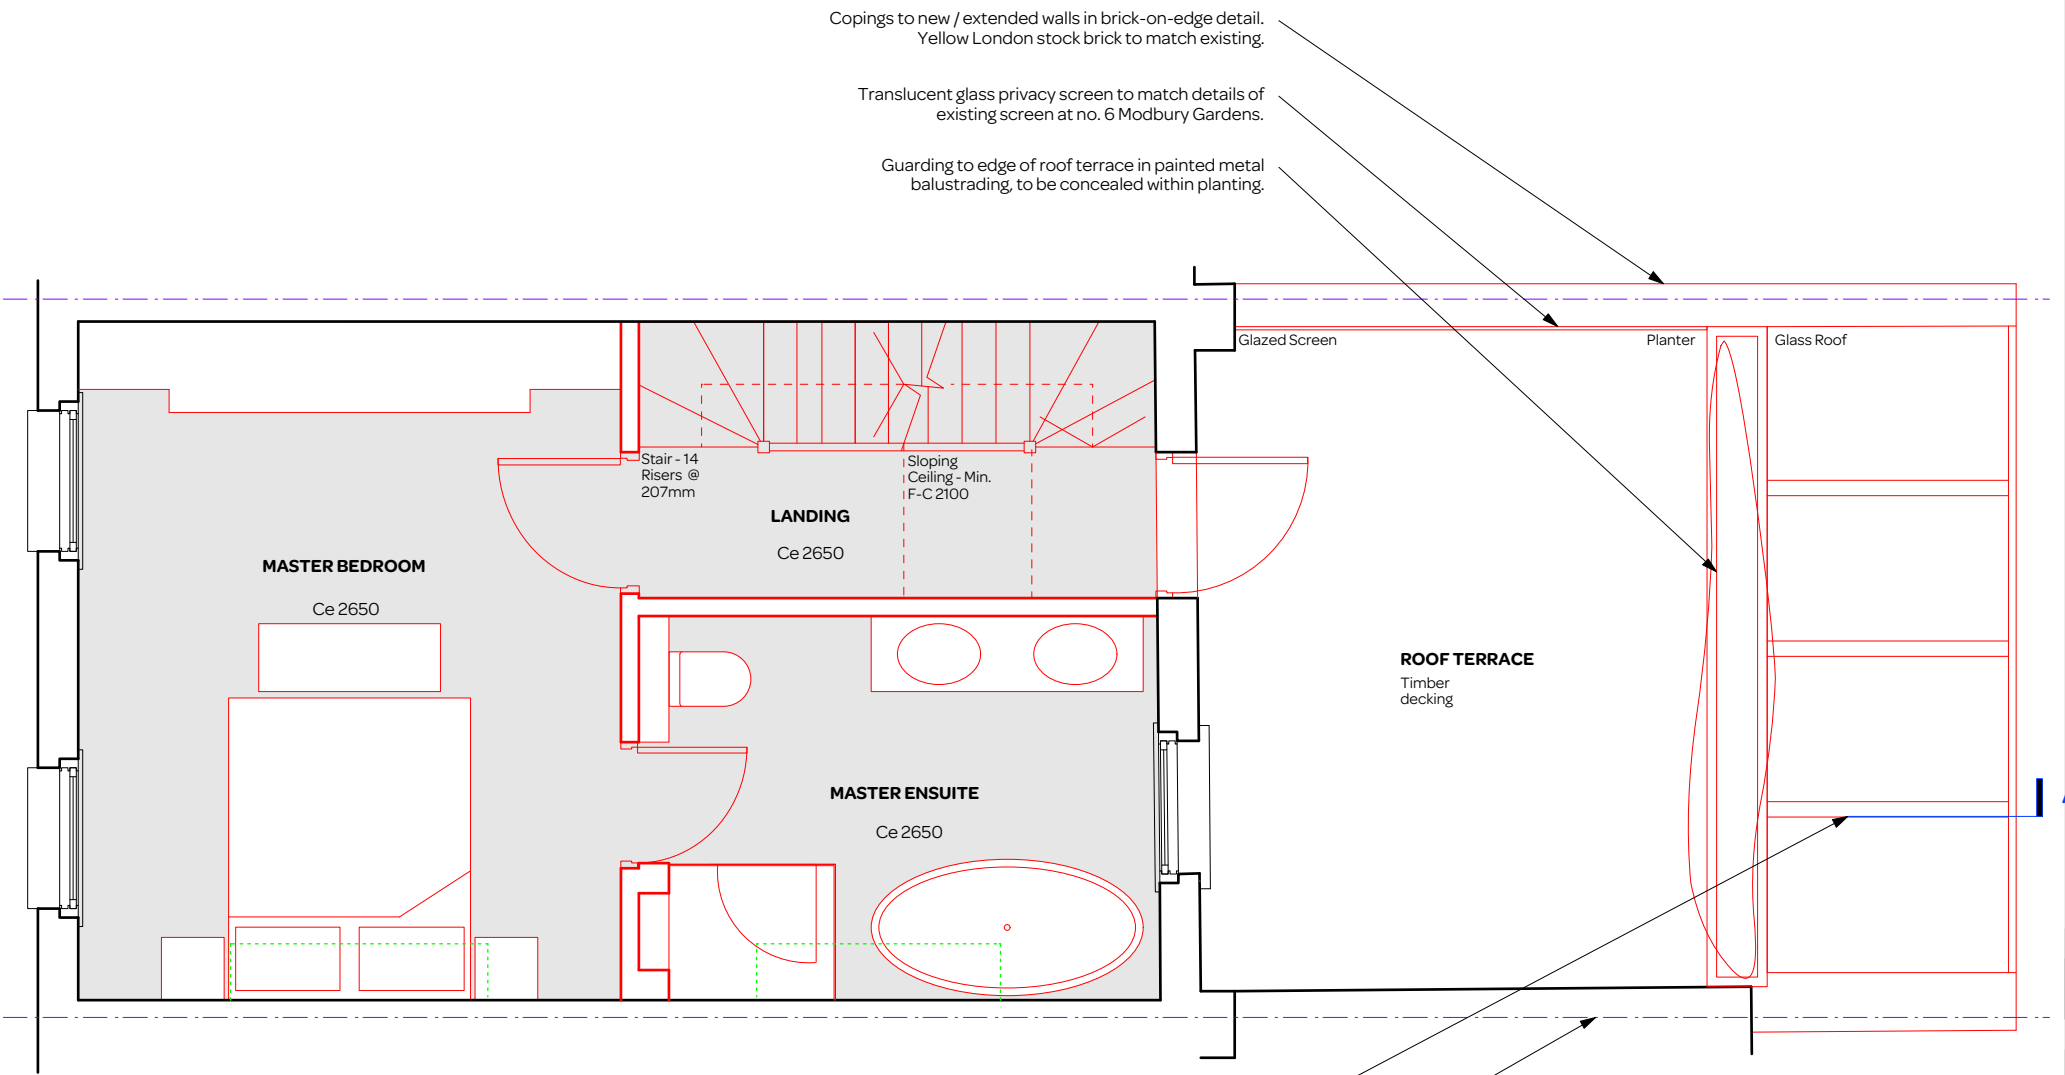 Copings to new / extended walls in brick-on-edge detail.
Yellow London stock brick to match existing.
Translucent glass privacy screen to match details of
existing screen at no. 6 Modbury Gardens.
Guarding to edge of roof terrace in painted metal
balustrading, to be concealed within planting.
Glazed Screen
Planter
Glass Roof
Stair - 14
Risers @
207mm
Sloping
Ceiling - Min.
F-C 2100
LANDING
Ce 2650
MASTER BEDROOM
Ce 2650
ROOF TERRACE
Timber
decking
MASTER ENSUITE
Ce 2650